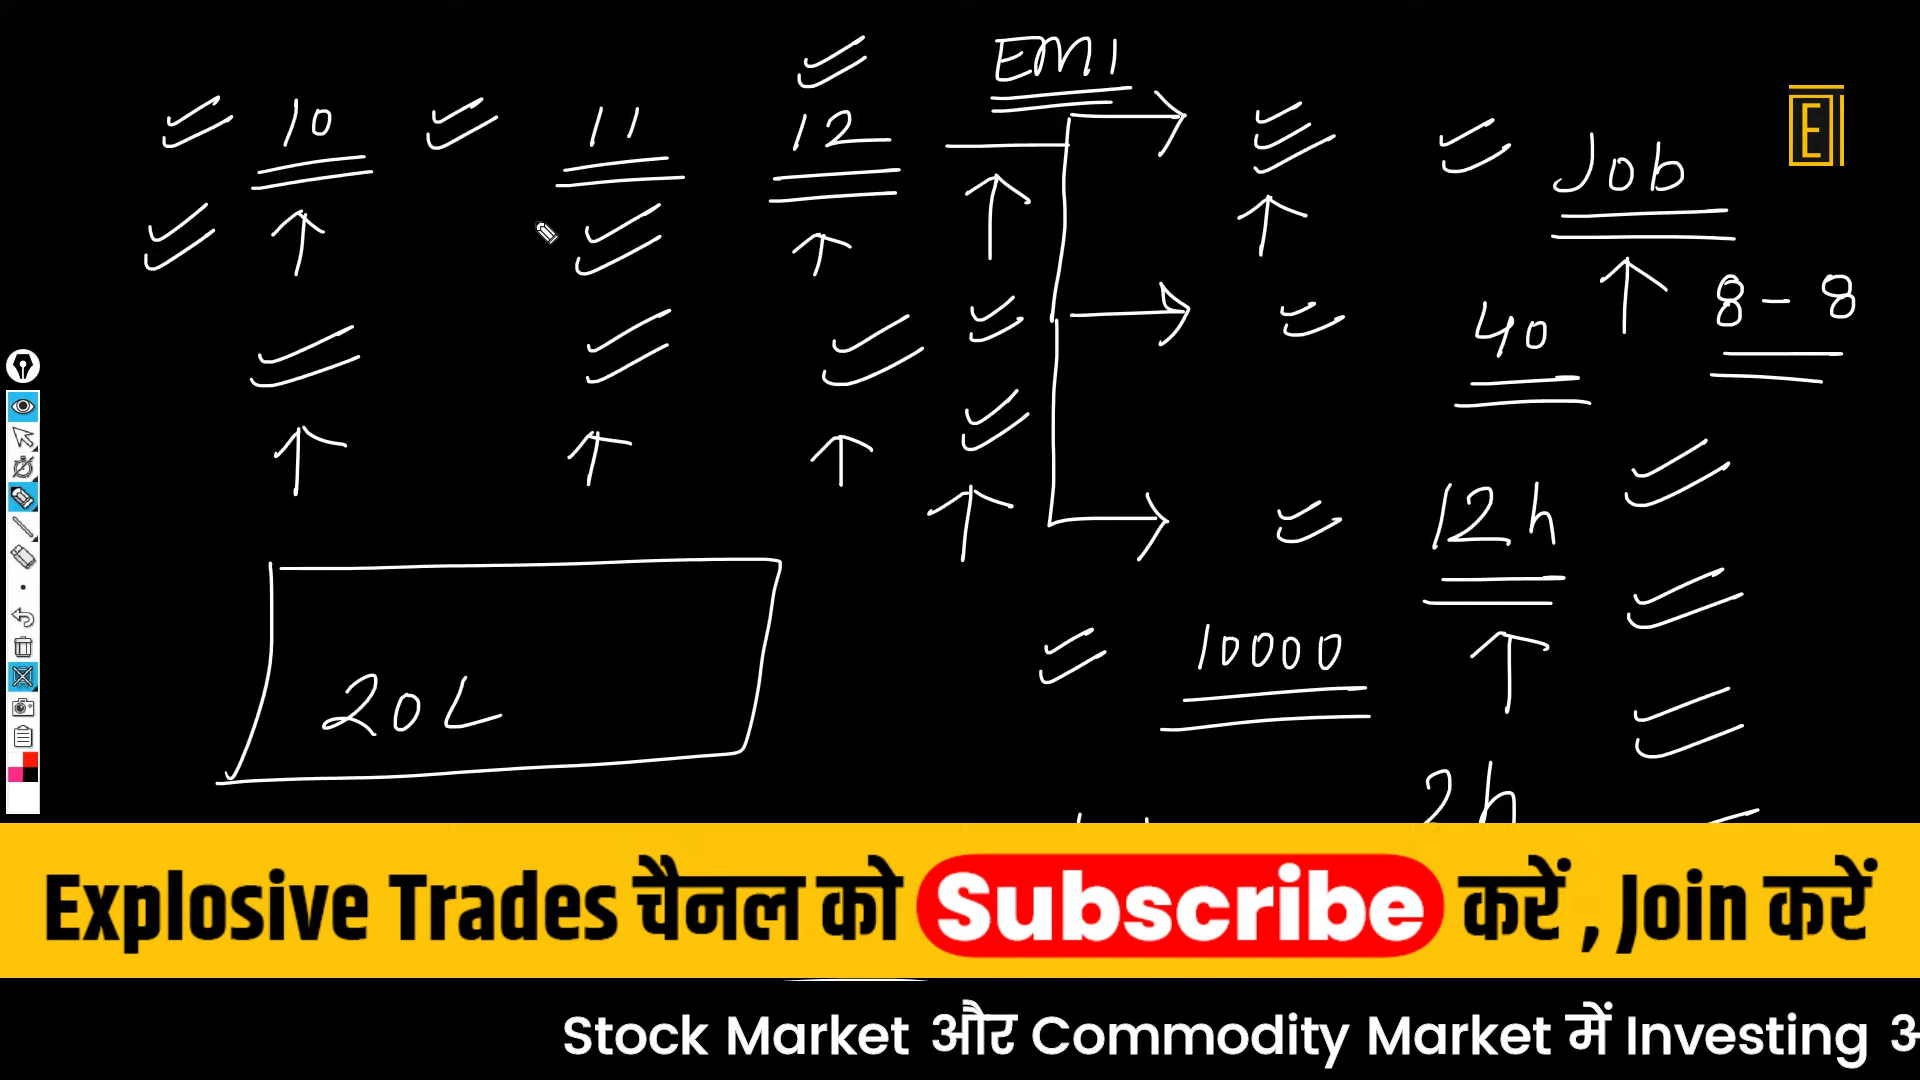 EMI
10 11 12
Job
E
8 - 8
40
12h
10000
20L
2h
Explosive Trades चैनल को Subscribe करें , Join करें
Stock Market और Commodity Market में Investing